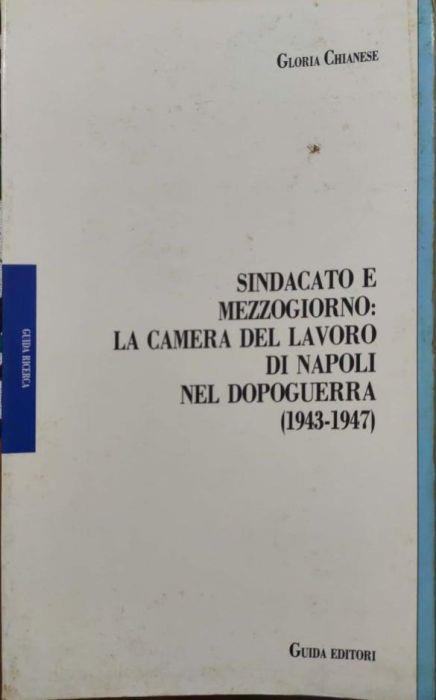 GLORIA CHIANESE
SINDACATO E
MEZZOGIORNO:
LA CAMERA DEL LAVORO
DI NAPOLI
NEL DOPOGUERRA
(1943-1947)
GUIDA RICERCA
GUIDA EDITORI